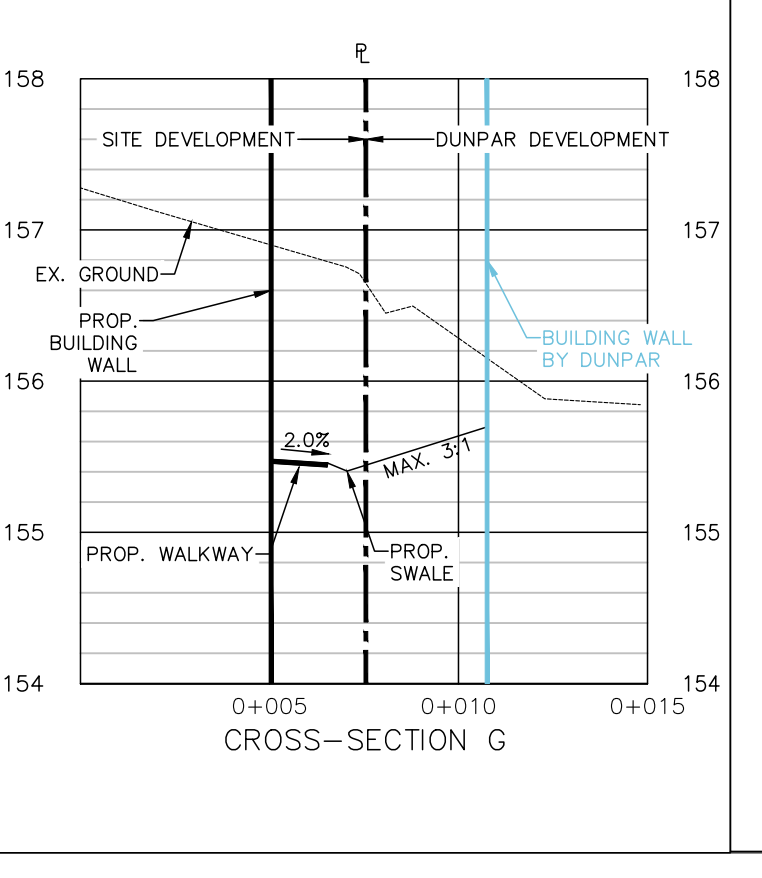 ℄
158
158
SITE DEVELOPMENT
DUNPAR DEVELOPMENT
157
157
EX. GROUND
PROP.
BUILDING
WALL
BUILDING WALL
BY DUNPAR
156
156
2.0%
MAX. 3:1
155
155
PROP. WALKWAY
PROP.
SWALE
154
154
0+005
0+010
0+015
CROSS-SECTION G